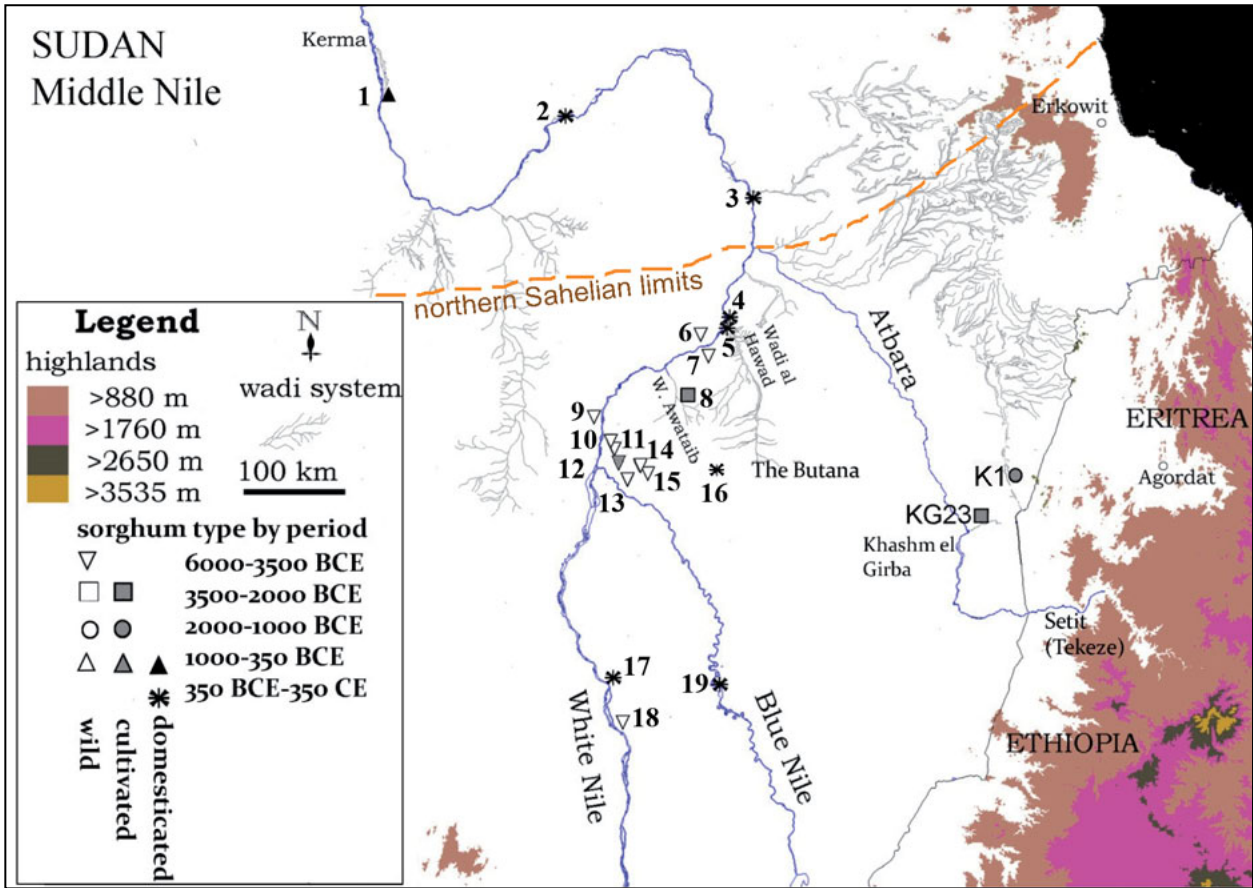 SUDAN
Middle Nile
Kerma
1
2
3
Erkowit
northern Sahelian limits
4
5
6
7
8
Wadi al
Hawad
W. Awataib
Atbara
9
10
11
12
13
14
15
16
The Butana
K1
KG23
Khashm el
Girba
ERITREA
Agordat
Setit
(Tekeze)
ETHIOPIA
17
18
19
White Nile
Blue Nile
Legend
highlands
>880 m
>1760 m
>2650 m
>3535 m
N
wadi system
100 km
sorghum type by period
6000-3500 BCE
3500-2000 BCE
2000-1000 BCE
1000-350 BCE
350 BCE-350 CE
wild
cultivated
domesticated